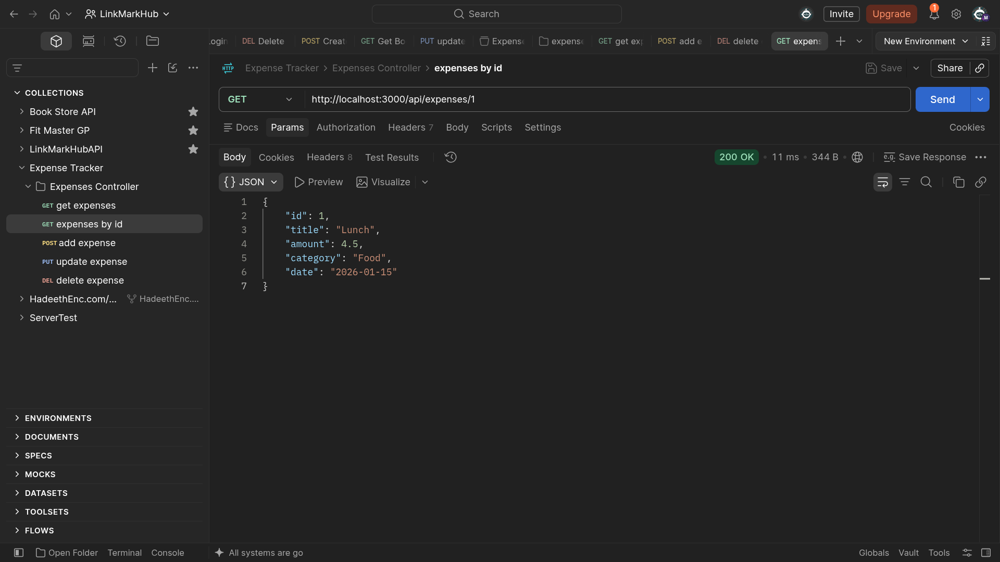 LinkMarkHub
Search
Invite
Upgrade
1
M
DEL Delete
POST Creat
GET Get Bo
PUT update
Expens
expens
GET get exp
POST add e
DEL delete
GET expens
New Environment
HTTP
Expense Tracker > Expenses Controller > expenses by id
Save
Share
COLLECTIONS
GET
http://localhost:3000/api/expenses/1
Send
Book Store API
Fit Master GP
LinkMarkHubAPI
Expense Tracker
Expenses Controller
GET get expenses
GET expenses by id
POST add expense
PUT update expense
DEL delete expense
HadeethEnc.com/... HadeethEnc....
ServerTest
Docs Params Authorization Headers 7 Body Scripts Settings
Cookies
Body Cookies Headers 8 Test Results
200 OK • 11 ms • 344 B •
e.g. Save Response
{} JSON
Preview
Visualize
1 {
2 "id": 1,
3 "title": "Lunch",
4 "amount": 4.5,
5 "category": "Food",
6 "date": "2026-01-15"
7 }
ENVIRONMENTS
DOCUMENTS
SPECS
MOCKS
DATASETS
TOOLSETS
FLOWS
Open Folder Terminal Console
All systems are go
Globals Vault Tools